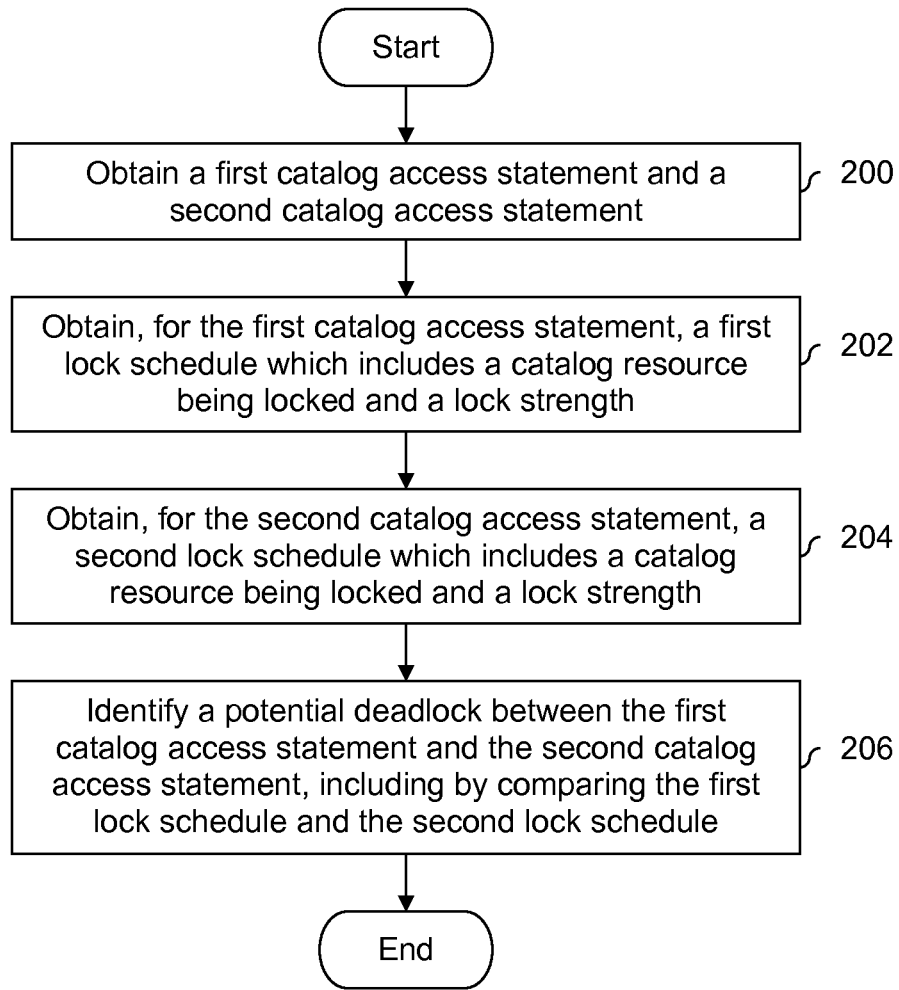 Start
Obtain a first catalog access statement and a
second catalog access statement
200
Obtain, for the first catalog access statement, a first
lock schedule which includes a catalog resource
being locked and a lock strength
202
Obtain, for the second catalog access statement, a
second lock schedule which includes a catalog
resource being locked and a lock strength
204
Identify a potential deadlock between the first
catalog access statement and the second catalog
access statement, including by comparing the first
lock schedule and the second lock schedule
206
End